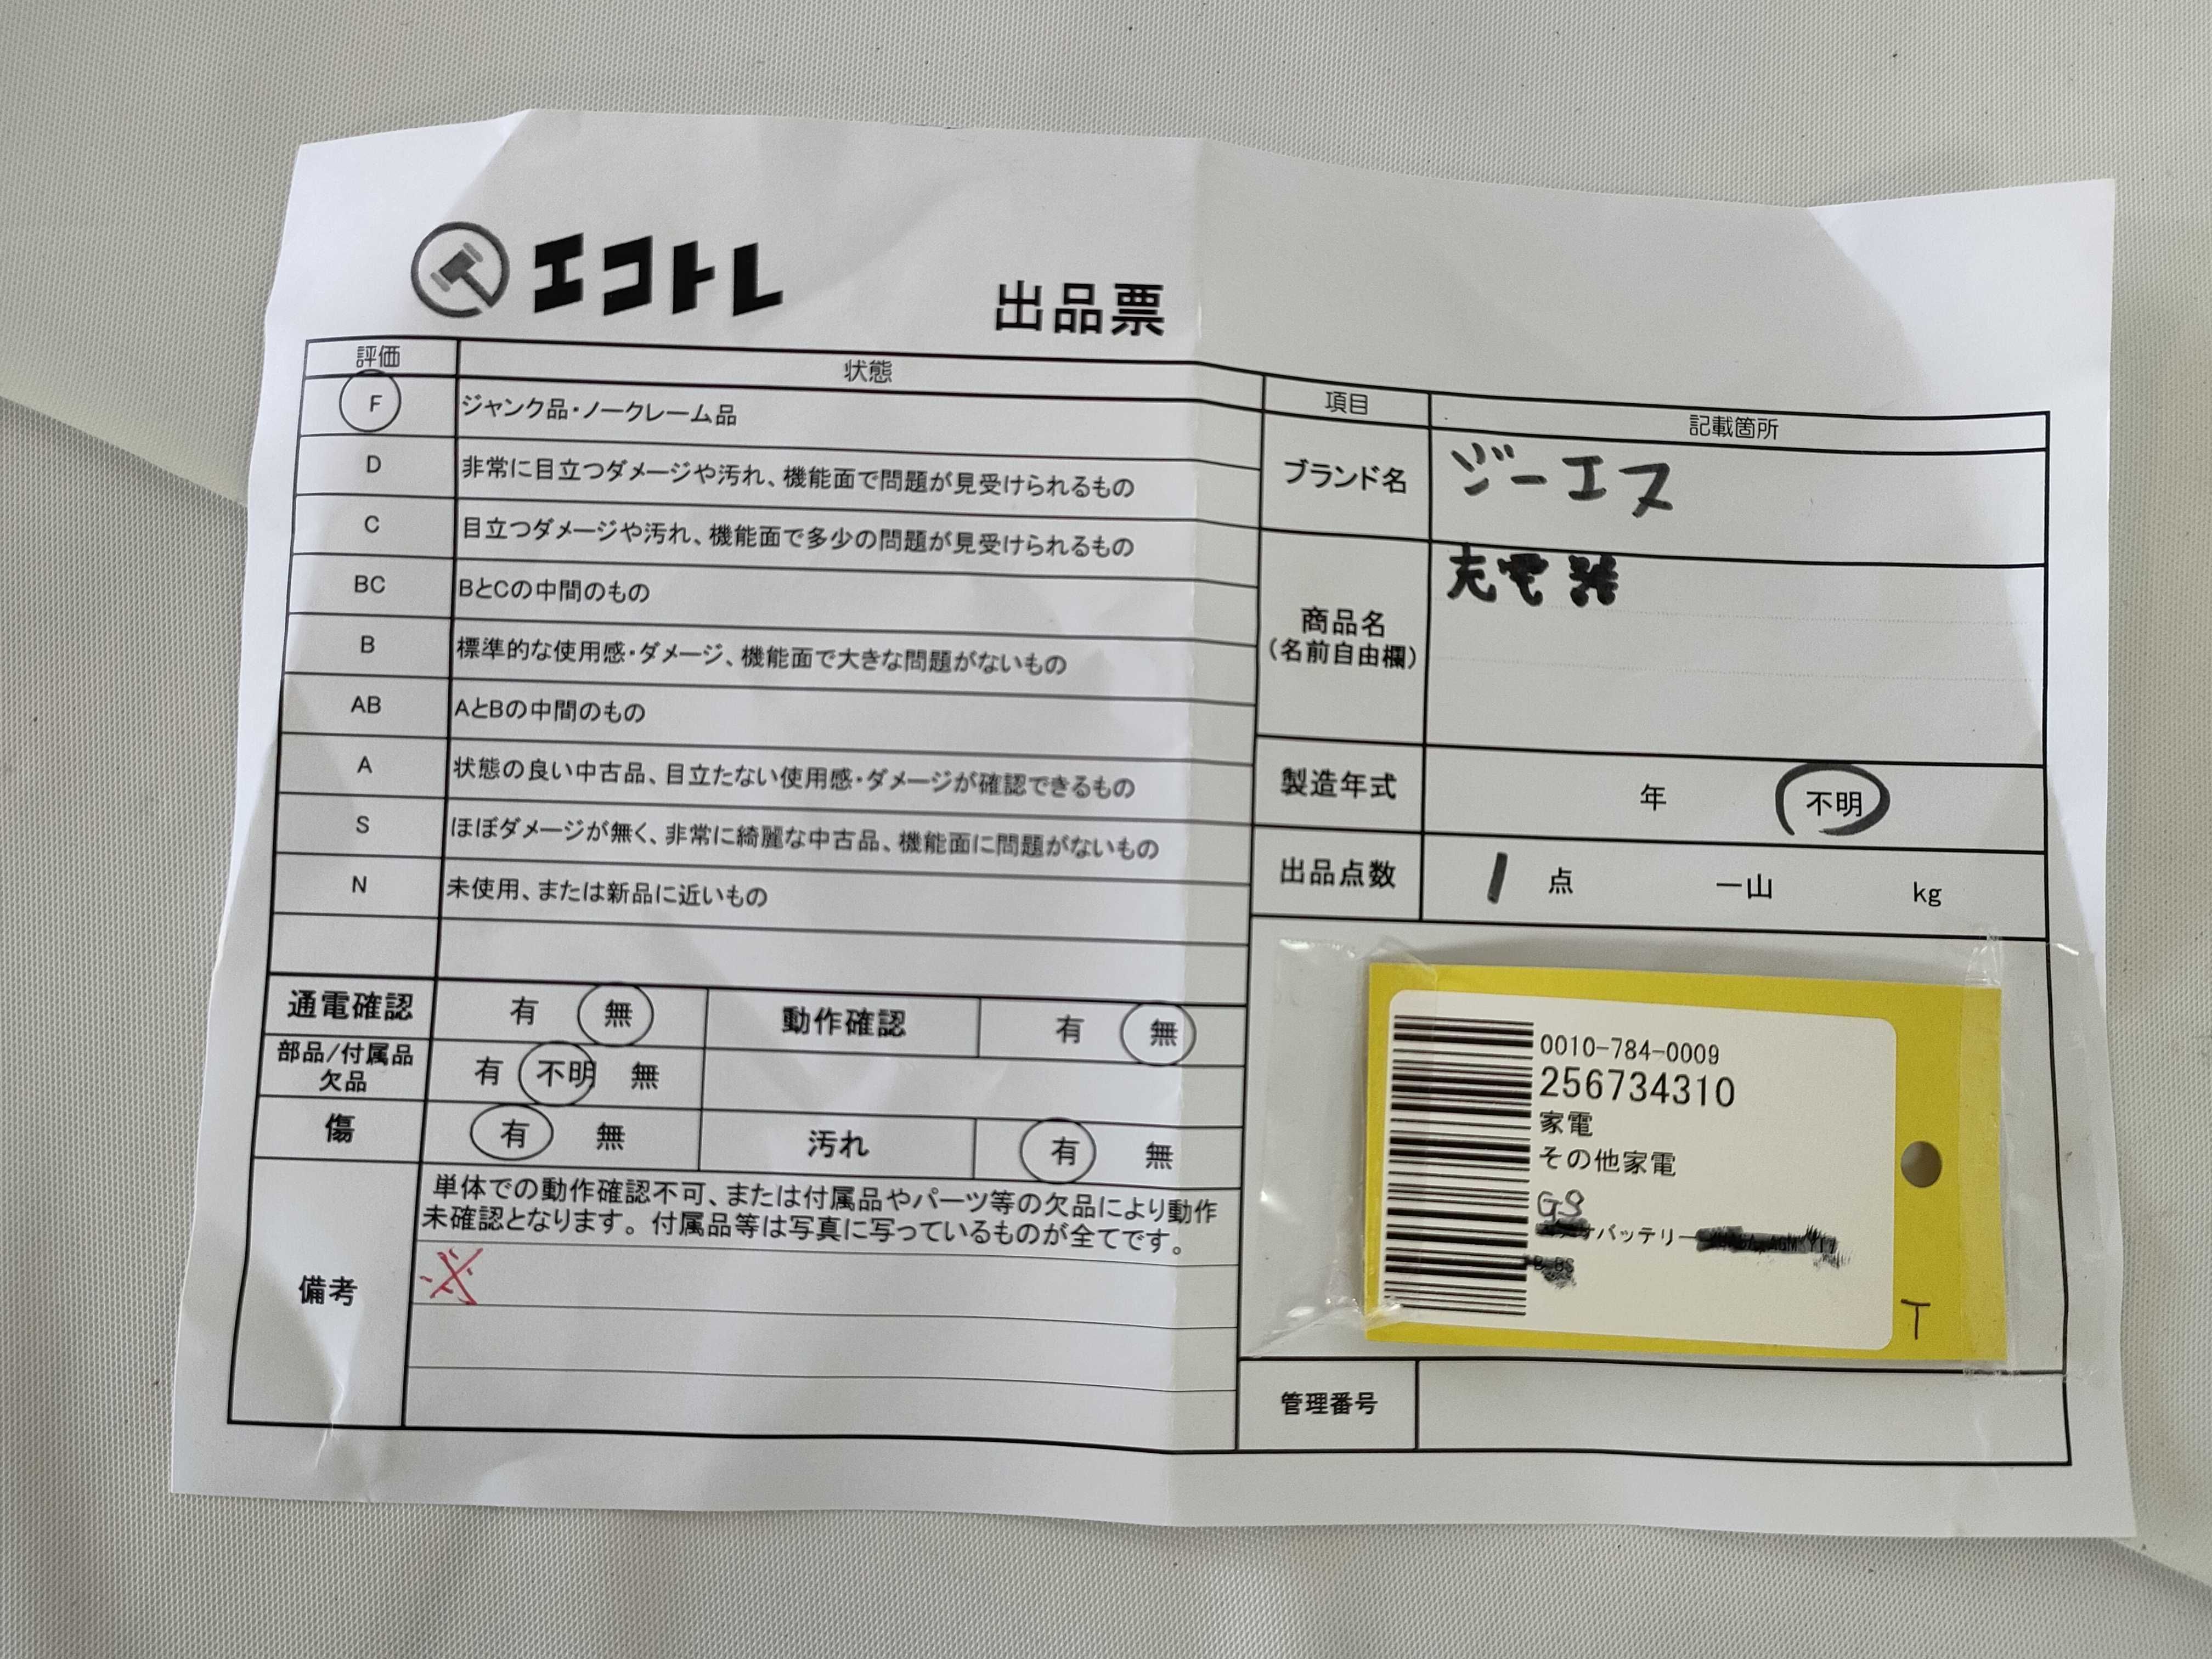 エコトレ
出品票
評価 状態
F ジャンク品・ノークレーム品
D 非常に目立つダメージや汚れ、機能面で問題が見受けられるもの
C 目立つダメージや汚れ、機能面で多少の問題が見受けられるもの
BC BとCの中間のもの
B 標準的な使用感・ダメージ、機能面で大きな問題がないもの
AB AとBの中間のもの
A 状態の良い中古品、目立たない使用感・ダメージが確認できるもの
S ほぼダメージが無く、非常に綺麗な中古品、機能面に問題がないもの
N 未使用、または新品に近いもの
通電確認 有 無 動作確認 有 無
部品/付属品
欠品 有 不明 無
傷 有 無 汚れ 有 無
備考
単体での動作確認不可、または付属品やパーツ等の欠品により動作
未確認となります。付属品等は写真に写っているものが全てです。
※
項目 記載箇所
ブランド名 ジーエス
商品名
(名前自由欄)
充電器
製造年式 年 不明
出品点数 1 点 一山 kg
0010-784-0009
256734310
家電
その他家電
GS
バッテリー
T
管理番号